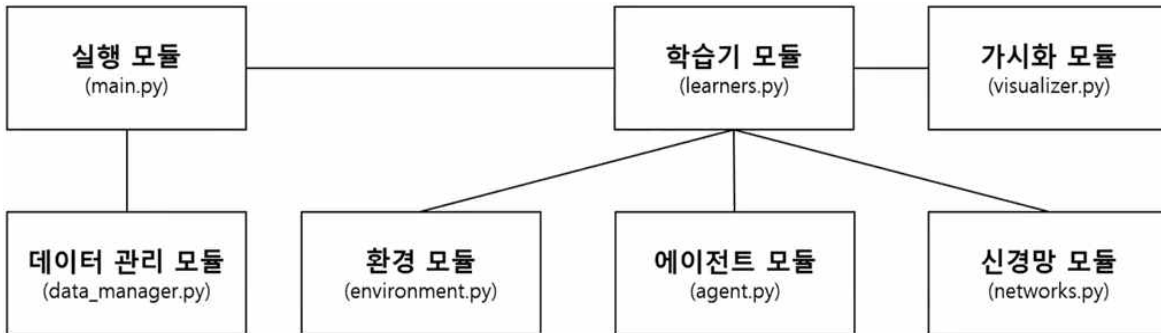 실행 모듈
(main.py)
학습기 모듈
(learners.py)
가시화 모듈
(visualizer.py)
데이터 관리 모듈
(data_manager.py)
환경 모듈
(environment.py)
에이전트 모듈
(agent.py)
신경망 모듈
(networks.py)